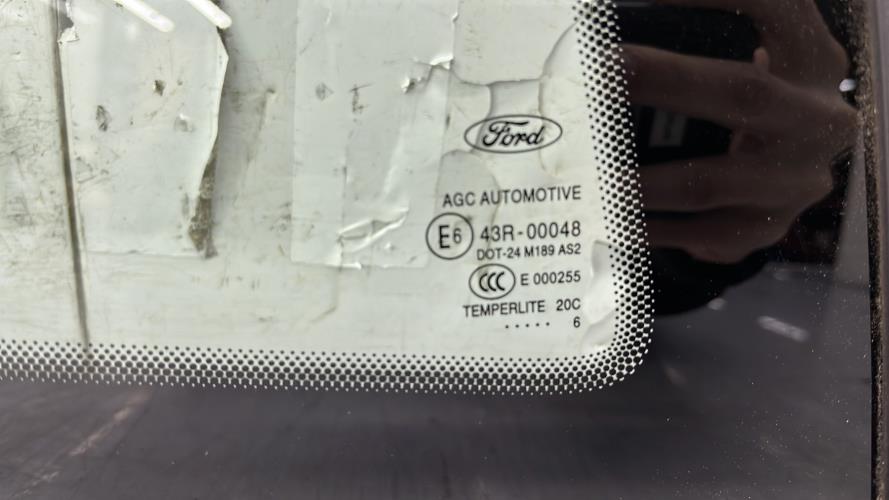 Ford
AGC AUTOMOTIVE
E6 43R-00048
DOT-24 M189 AS2
CCC E 000255
TEMPERLITE 20C
..... 6